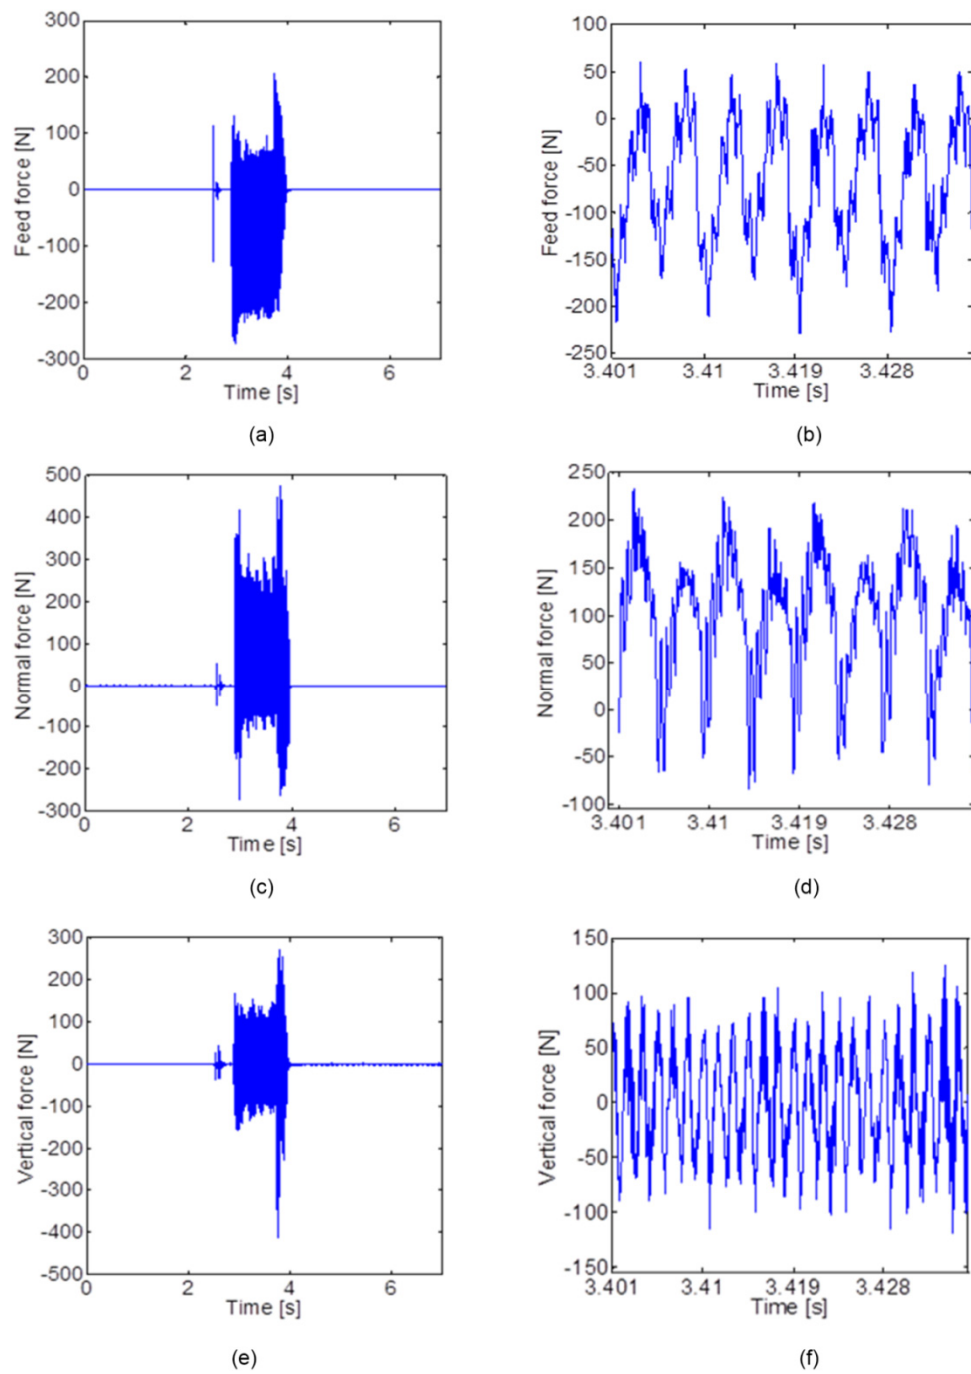 300
200
100
0
-100
-200
-300
Feed force [N]
0 2 4 6
Time [s]
(a)
100
50
0
-50
-100
-150
-200
-250
Feed force [N]
3.401 3.41 3.419 3.428
Time [s]
(b)
500
400
300
200
100
0
-100
-200
-300
Normal force [N]
0 2 4 6
Time [s]
(c)
250
200
150
100
50
0
-50
-100
Normal force [N]
3.401 3.41 3.419 3.428
Time [s]
(d)
300
200
100
0
-100
-200
-300
-400
-500
Vertical force [N]
0 2 4 6
Time [s]
(e)
150
100
50
0
-50
-100
-150
Vertical force [N]
3.401 3.41 3.419 3.428
Time [s]
(f)